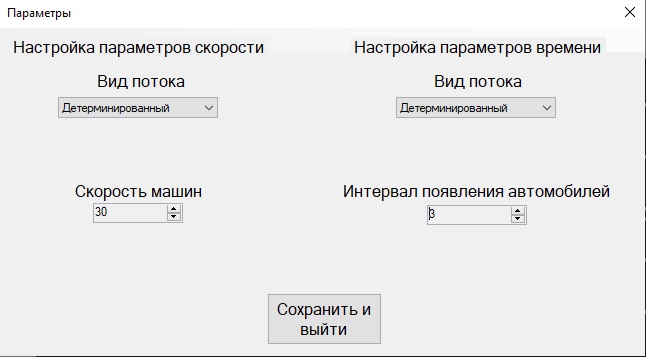 Параметры
Настройка параметров скорости
Настройка параметров времени
Вид потока
Вид потока
Детерминированный
Детерминированный
Скорость машин
Интервал появления автомобилей
30
3
Сохранить и
выйти